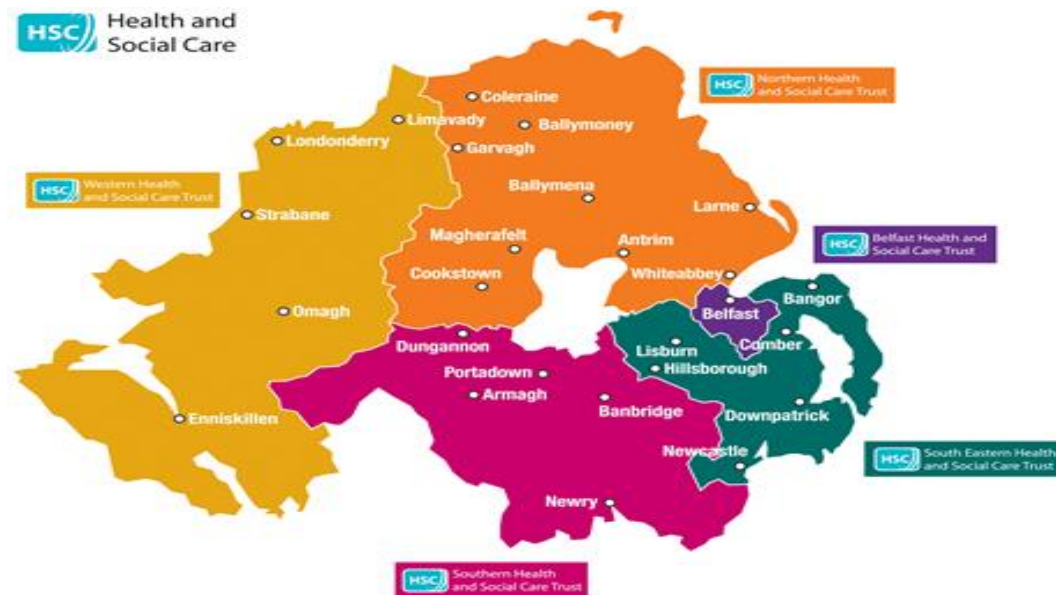 HSC Health and
Social Care
HSC Northern Health
and Social Care Trust
Coleraine
Limavady
Ballymoney
Londonderry
Garvagh
HSC Western Health
and Social Care Trust
Ballymena
Strabane
Larne
HSC Belfast Health and
Social Care Trust
Magherafelt
Antrim
Cookstown
Whiteabbey
Bangor
Omagh
Belfast
Dungannon
Comber
Lisburn
Portadown
Hillsborough
Armagh
Banbridge
Enniskillen
Downpatrick
Newcastle
HSC South Eastern Health
and Social Care Trust
Newry
HSC Southern Health
and Social Care Trust